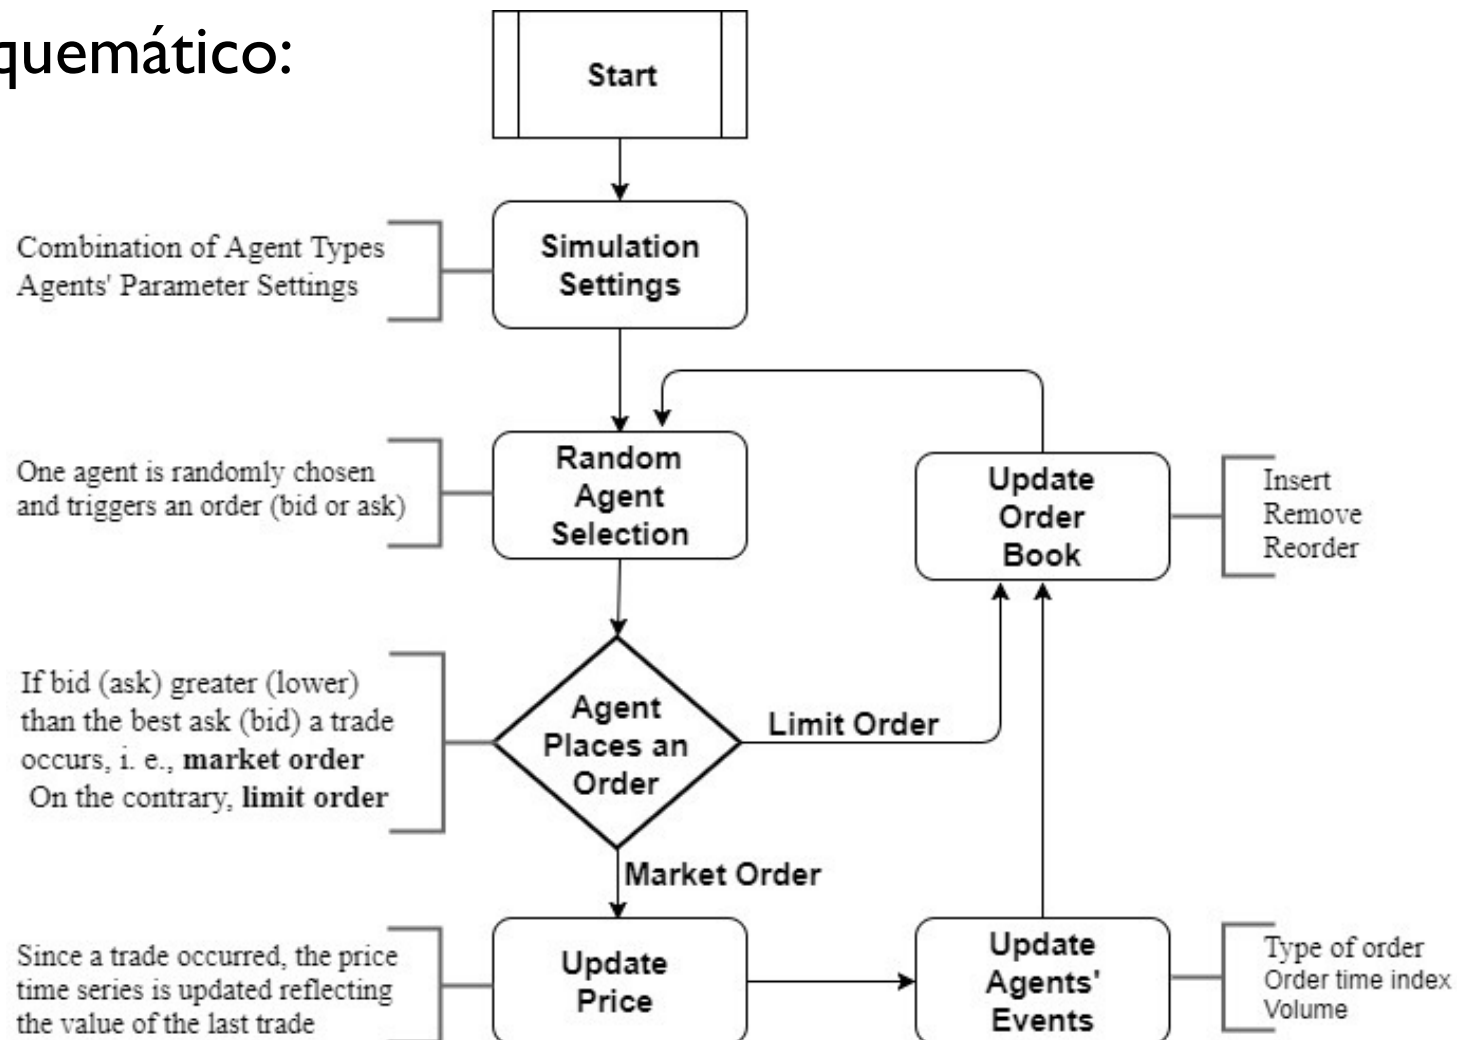 quemático:
Start
Combination of Agent Types
Agents' Parameter Settings
Simulation
Settings
One agent is randomly chosen
and triggers an order (bid or ask)
Random
Agent
Selection
Update
Order
Book
Insert
Remove
Reorder
If bid (ask) greater (lower)
than the best ask (bid) a trade
occurs, i. e., market order
On the contrary, limit order
Agent
Places an
Order
Limit Order
Market Order
Since a trade occurred, the price
time series is updated reflecting
the value of the last trade
Update
Price
Update
Agents'
Events
Type of order
Order time index
Volume